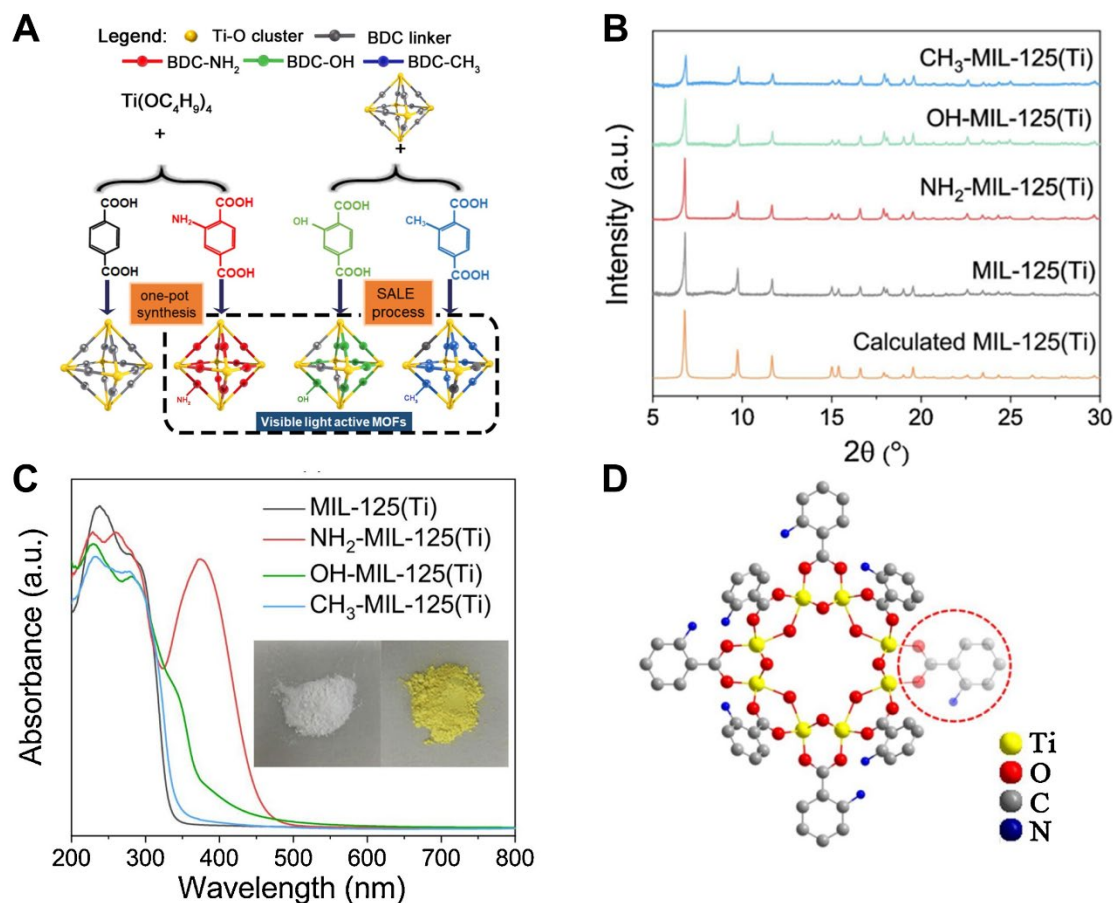 A
Legend: Ti-O cluster BDC linker
BDC-NH₂ BDC-OH BDC-CH₃
Ti(OC₄H₉)₄
+
+
COOH COOH COOH COOH
NH₂ OH CH₃
COOH COOH COOH COOH
one-pot synthesis
SALE process
NH₂ OH CH₃
Visible light active MOFs
B
Intensity (a.u.)
CH₃-MIL-125(Ti)
OH-MIL-125(Ti)
NH₂-MIL-125(Ti)
MIL-125(Ti)
Calculated MIL-125(Ti)
5 10 15 20 25 30
2θ (°)
C
Absorbance (a.u.)
MIL-125(Ti)
NH₂-MIL-125(Ti)
OH-MIL-125(Ti)
CH₃-MIL-125(Ti)
200 300 400 500 600 700 800
Wavelength (nm)
D
Ti
O
C
N